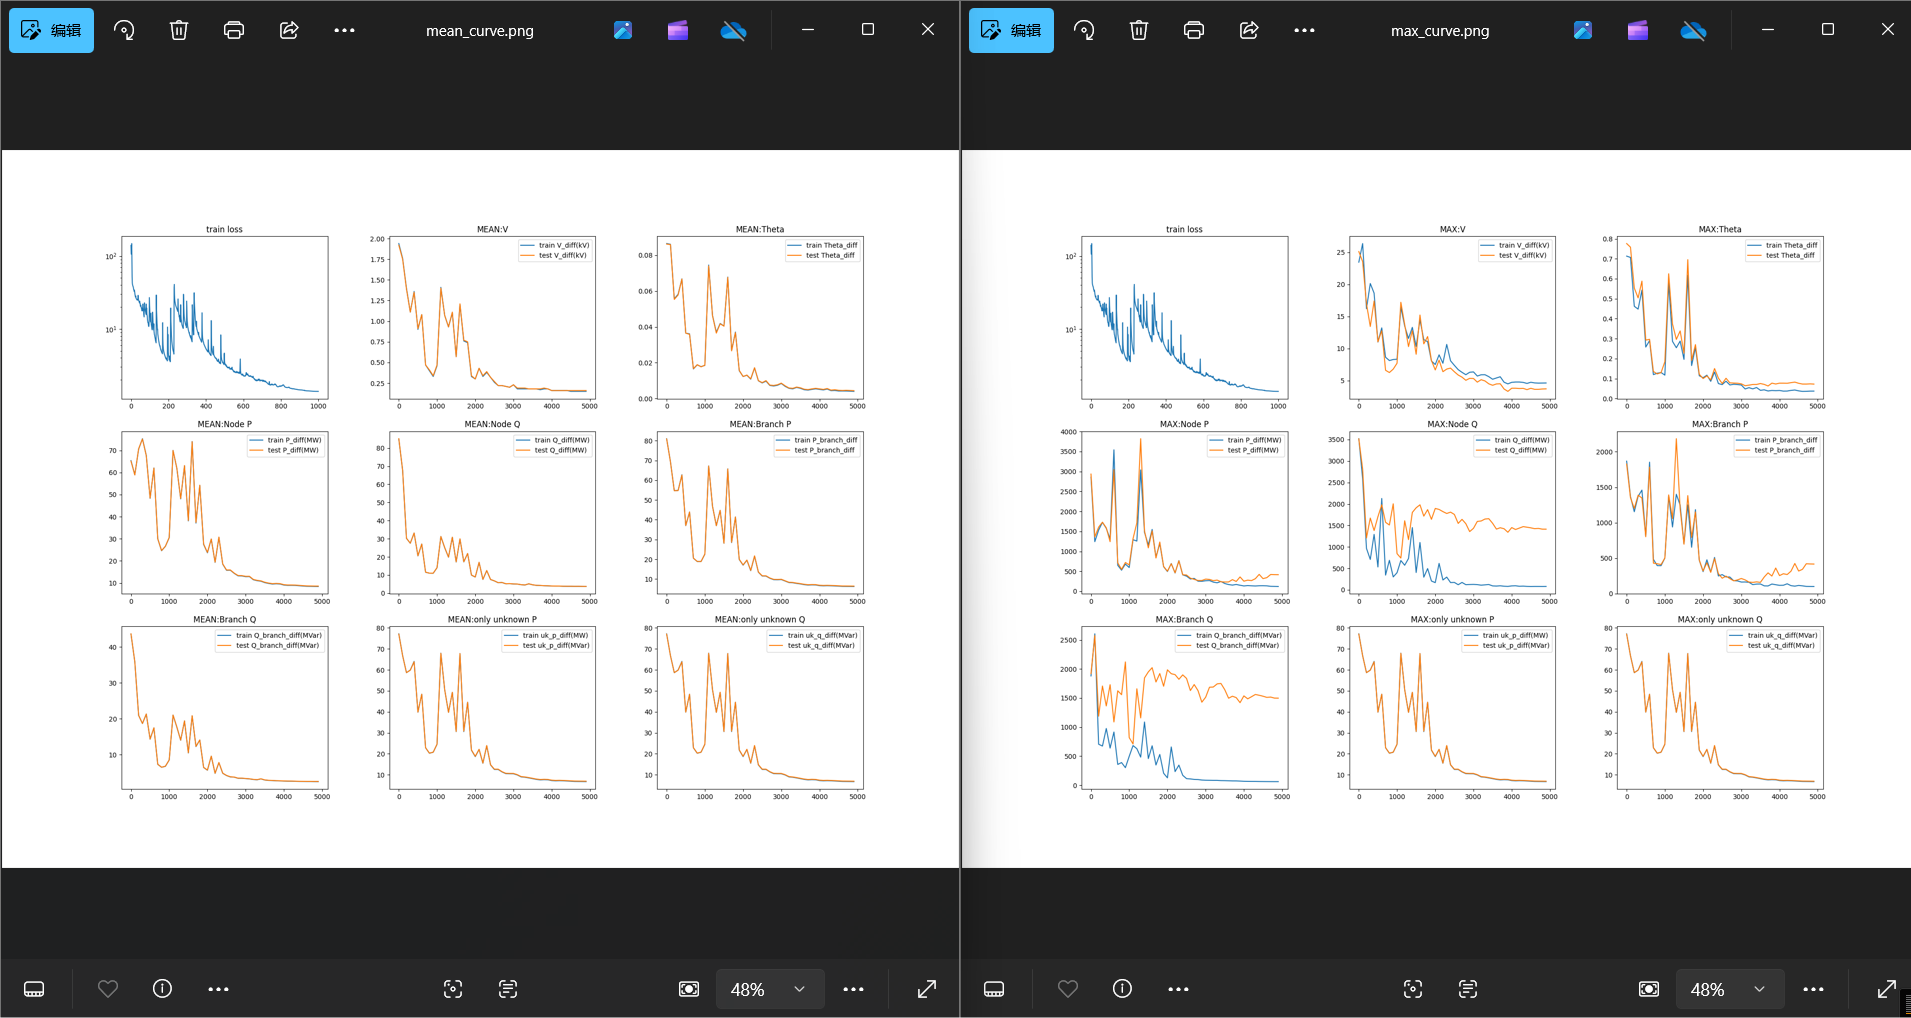 编辑
mean_curve.png
编辑
max_curve.png
train loss
10²
10¹
0 200 400 600 800 1000
MEAN:V
train V_diff(kV)
test V_diff(kV)
2.00
1.75
1.50
1.25
1.00
0.75
0.50
0.25
0 1000 2000 3000 4000 5000
MEAN:Theta
train Theta_diff
test Theta_diff
0.08
0.06
0.04
0.02
0.00
0 1000 2000 3000 4000 5000
MEAN:Node P
train P_diff(MW)
test P_diff(MW)
70
60
50
40
30
20
10
0 1000 2000 3000 4000 5000
MEAN:Node Q
train Q_diff(MW)
test Q_diff(MW)
80
70
60
50
40
30
20
10
0
0 1000 2000 3000 4000 5000
MEAN:Branch P
train P_branch_diff
test P_branch_diff
80
70
60
50
40
30
20
10
0 1000 2000 3000 4000 5000
MEAN:Branch Q
train Q_branch_diff(MVar)
test Q_branch_diff(MVar)
40
30
20
10
0 1000 2000 3000 4000 5000
MEAN:only unknown P
train uk_p_diff(MW)
test uk_p_diff(MVar)
80
70
60
50
40
30
20
10
0 1000 2000 3000 4000 5000
MEAN:only unknown Q
train uk_q_diff(MVar)
test uk_q_diff(MVar)
80
70
60
50
40
30
20
10
0 1000 2000 3000 4000 5000
train loss
10²
10¹
0 200 400 600 800 1000
MAX:V
train V_diff(kV)
test V_diff(kV)
25
20
15
10
5
0 1000 2000 3000 4000 5000
MAX:Theta
train Theta_diff
test Theta_diff
0.8
0.7
0.6
0.5
0.4
0.3
0.2
0.1
0.0
0 1000 2000 3000 4000 5000
MAX:Node P
train P_diff(MW)
test P_diff(MW)
4000
3500
3000
2500
2000
1500
1000
500
0
0 1000 2000 3000 4000 5000
MAX:Node Q
train Q_diff(MW)
test Q_diff(MW)
3500
3000
2500
2000
1500
1000
500
0
0 1000 2000 3000 4000 5000
MAX:Branch P
train P_branch_diff
test P_branch_diff
2000
1500
1000
500
0
0 1000 2000 3000 4000 5000
MAX:Branch Q
train Q_branch_diff(MVar)
test Q_branch_diff(MVar)
2500
2000
1500
1000
500
0
0 1000 2000 3000 4000 5000
MAX:only unknown P
train uk_p_diff(MW)
test uk_p_diff(MVar)
80
70
60
50
40
30
20
10
0 1000 2000 3000 4000 5000
MAX:only unknown Q
train uk_q_diff(MVar)
test uk_q_diff(MVar)
80
70
60
50
40
30
20
10
0 1000 2000 3000 4000 5000
48%
48%